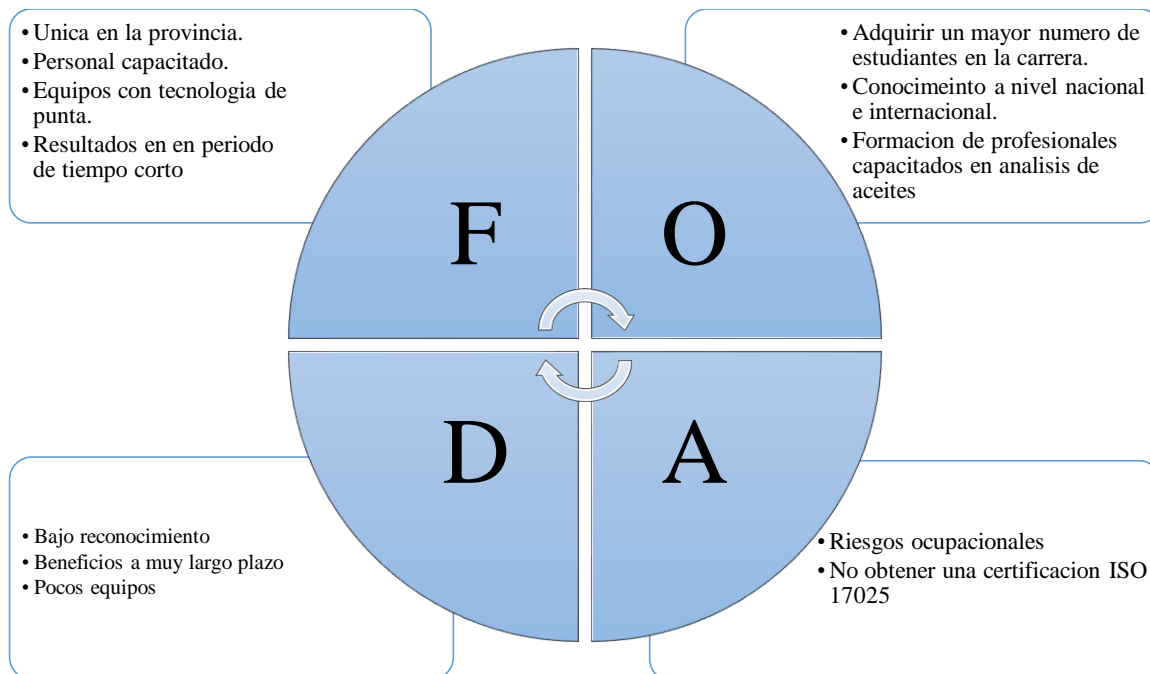 • Unica en la provincia.
• Personal capacitado.
• Equipos con tecnologia de
punta.
• Resultados en en periodo
de tiempo corto
• Adquirir un mayor numero de
estudiantes en la carrera.
• Conocimeinto a nivel nacional
e internacional.
• Formacion de profesionales
capacitados en analisis de
aceites
F
O
D
A
• Bajo reconocimiento
• Beneficios a muy largo plazo
• Pocos equipos
• Riesgos ocupacionales
• No obtener una certificacion ISO
17025